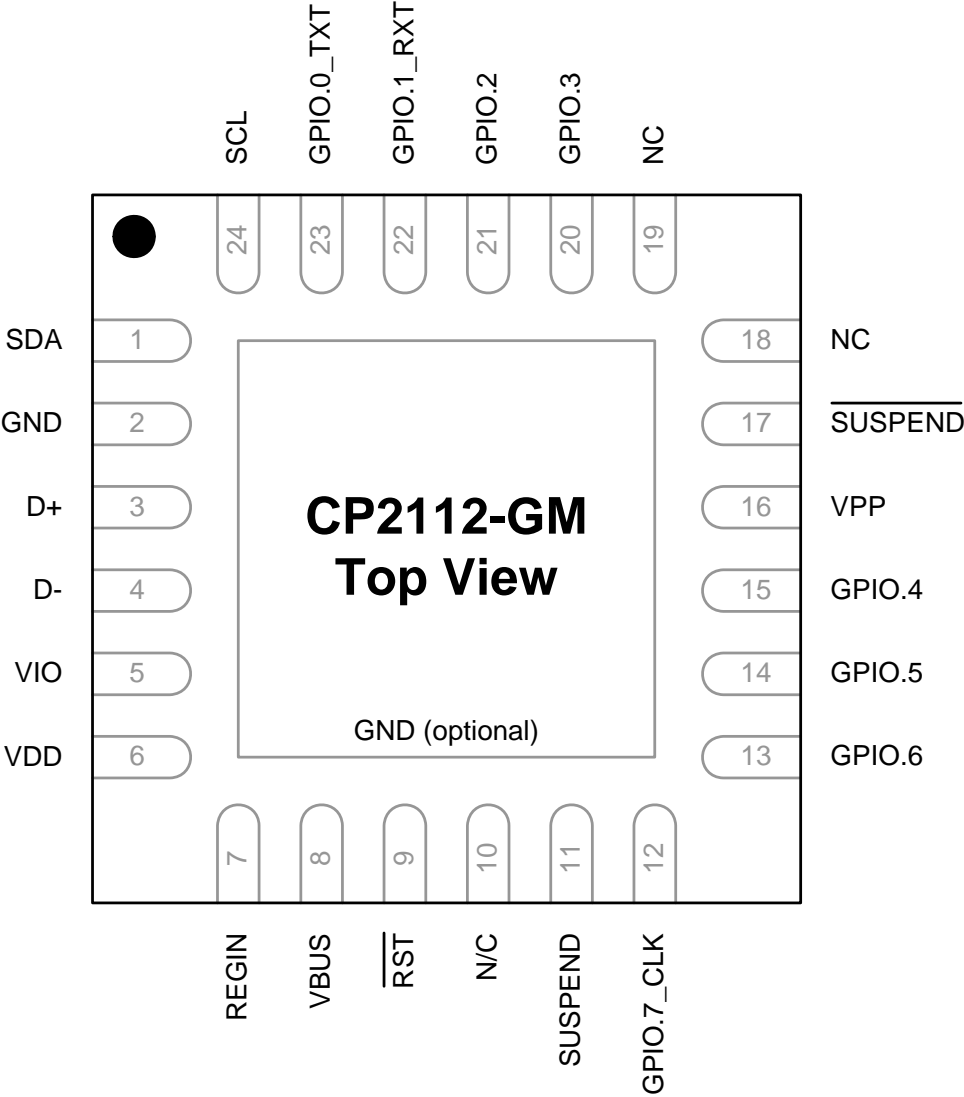 SCL
GPIO.0_TXT
GPIO.1_RXT
GPIO.2
GPIO.3
NC
24
23
22
21
20
19
SDA 1
GND 2
D+ 3
D- 4
VIO 5
VDD 6
CP2112-GM
Top View
GND (optional)
18 NC
17 SUSPEND
16 VPP
15 GPIO.4
14 GPIO.5
13 GPIO.6
7
8
9
10
11
12
REGIN
VBUS
RST
N/C
SUSPEND
GPIO.7_CLK